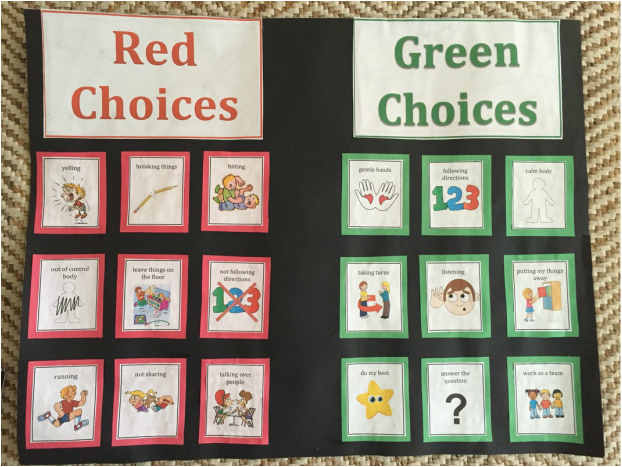 Red
Choices
Green
Choices
yelling
breaking things
hitting
gentle hands
following
directions
123
calm body
out of control
body
leave things on
the floor
not following
directions
123
taking turns
listening
putting my things
away
running
not sharing
talking over
people
do my best
answer the
question
?
work as a team